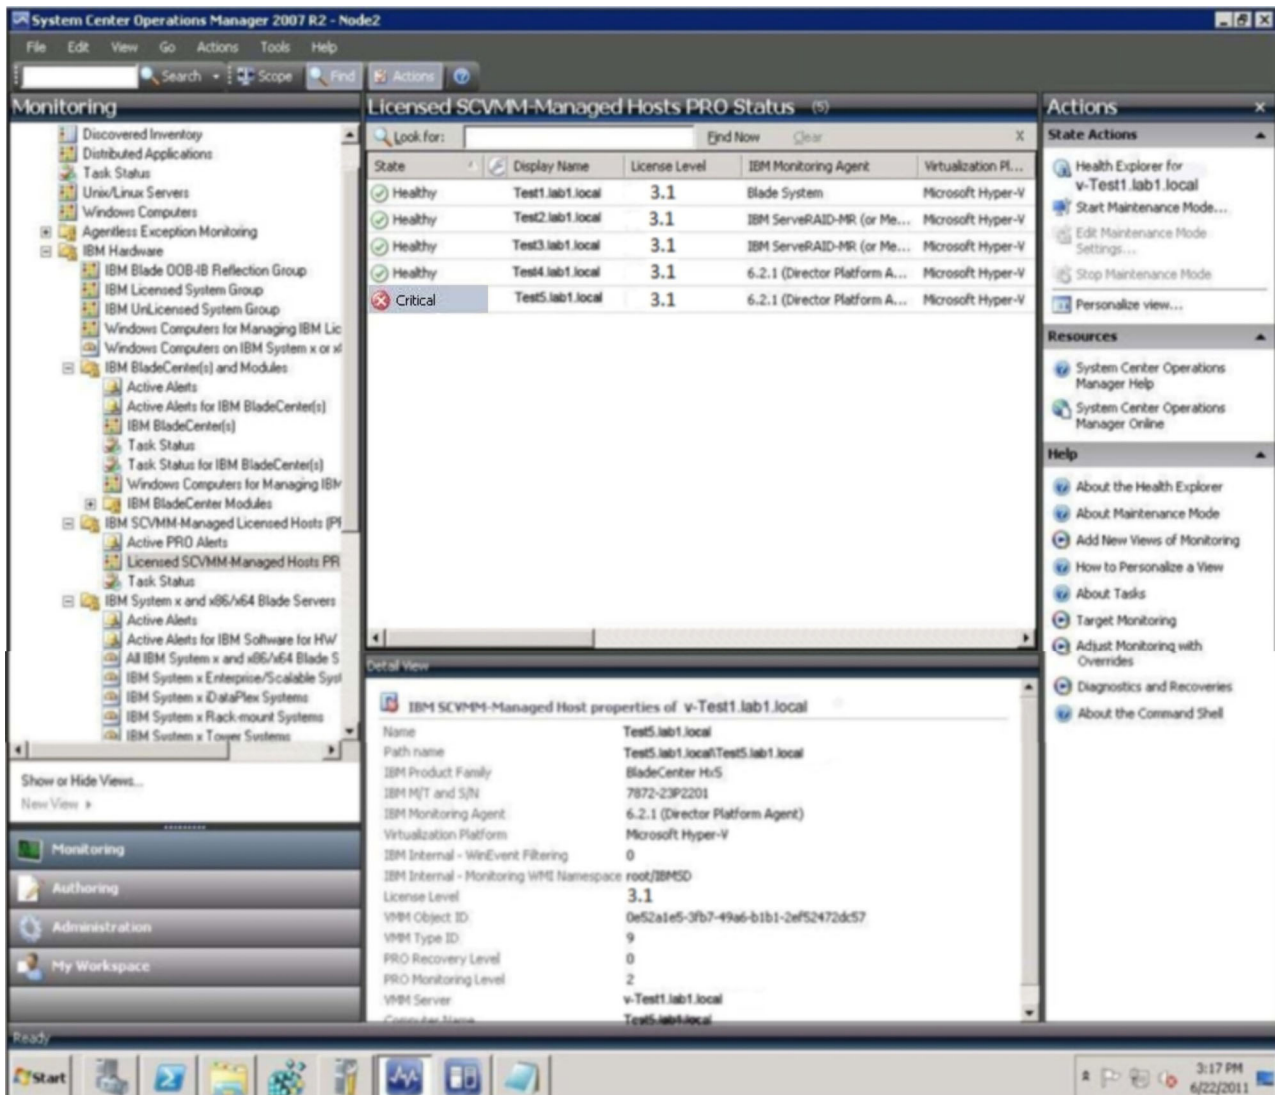 System Center Operations Manager 2007 R2 - Node2
File Edit View Go Actions Tools Help
Search Scope Find Actions
Monitoring
Discovered Inventory
Distributed Applications
Task Status
Unix/Linux Servers
Windows Computers
Agentless Exception Monitoring
IBM Hardware
IBM Blade OOB-IB Reflection Group
IBM Licensed System Group
IBM UnLicensed System Group
Windows Computers for Managing IBM Lic
Windows Computers on IBM System x or x
IBM BladeCenter(s) and Modules
Active Alerts
Active Alerts for IBM BladeCenter(s)
IBM BladeCenter(s)
Task Status
Task Status for IBM BladeCenter(s)
Windows Computers for Managing IBM
IBM BladeCenter Modules
IBM SCVMM-Managed Licensed Hosts (PR
Active PRO Alerts
Licensed SCVMM-Managed Hosts PR
Task Status
IBM System x and x86/x64 Blade Servers
Active Alerts
Active Alerts for IBM Software for HW
All IBM System x and x86/x64 Blade S
IBM System x Enterprise/Scalable Syst
IBM System x iDataPlex Systems
IBM System x Rack-mount Systems
IBM System x Tower Systems
Show or Hide Views...
New View
Monitoring
Authoring
Administration
My Workspace
Licensed SCVMM-Managed Hosts PRO Status (5)
Look for: Find Now Clear X
State Display Name License Level IBM Monitoring Agent Virtualization Pl...
Healthy Test1.lab1.local 3.1 Blade System Microsoft Hyper-V
Healthy Test2.lab1.local 3.1 IBM ServeRAID-MR (or Me... Microsoft Hyper-V
Healthy Test3.lab1.local 3.1 IBM ServeRAID-MR (or Me... Microsoft Hyper-V
Healthy Test4.lab1.local 3.1 6.2.1 (Director Platform A... Microsoft Hyper-V
Critical Test5.lab1.local 3.1 6.2.1 (Director Platform A... Microsoft Hyper-V
Detail View
IBM SCVMM-Managed Host properties of v-Test1.lab1.local
Name Test5.lab1.local
Path name Test5.lab1.local\Test5.lab1.local
IBM Product Family BladeCenter Hx5
IBM M/T and S/N 7872-23P2201
IBM Monitoring Agent 6.2.1 (Director Platform Agent)
Virtualization Platform Microsoft Hyper-V
IBM Internal - WinEvent Filtering 0
IBM Internal - Monitoring WMI Namespace root/IBMSD
License Level 3.1
VMM Object ID 0e52a1e5-3fb7-49a6-b1b1-2ef52472dc57
VMM Type ID 9
PRO Recovery Level 0
PRO Monitoring Level 2
VMM Server v-Test1.lab1.local
Computer Name Test5.lab1.local
Actions x
State Actions
Health Explorer for
v-Test1.lab1.local
Start Maintenance Mode...
Edit Maintenance Mode
Settings...
Stop Maintenance Mode
Personalize view...
Resources
System Center Operations
Manager Help
System Center Operations
Manager Online
Help
About the Health Explorer
About Maintenance Mode
Add New Views of Monitoring
How to Personalize a View
About Tasks
Target Monitoring
Adjust Monitoring with
Overrides
Diagnostics and Recoveries
About the Command Shell
Ready
Start
3:17 PM
6/22/2011